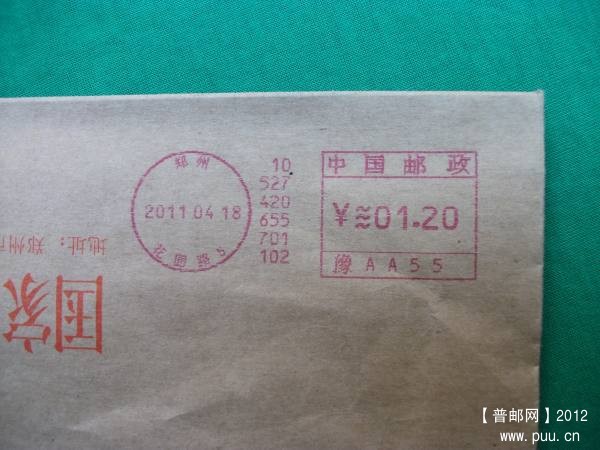 郑州
2011.04.18
花园路5
10
527
420
655
701
102
中国邮政
¥≈01.20
豫AA55
地址:郑州市
国家
【普邮网】2012
www.puu.cn